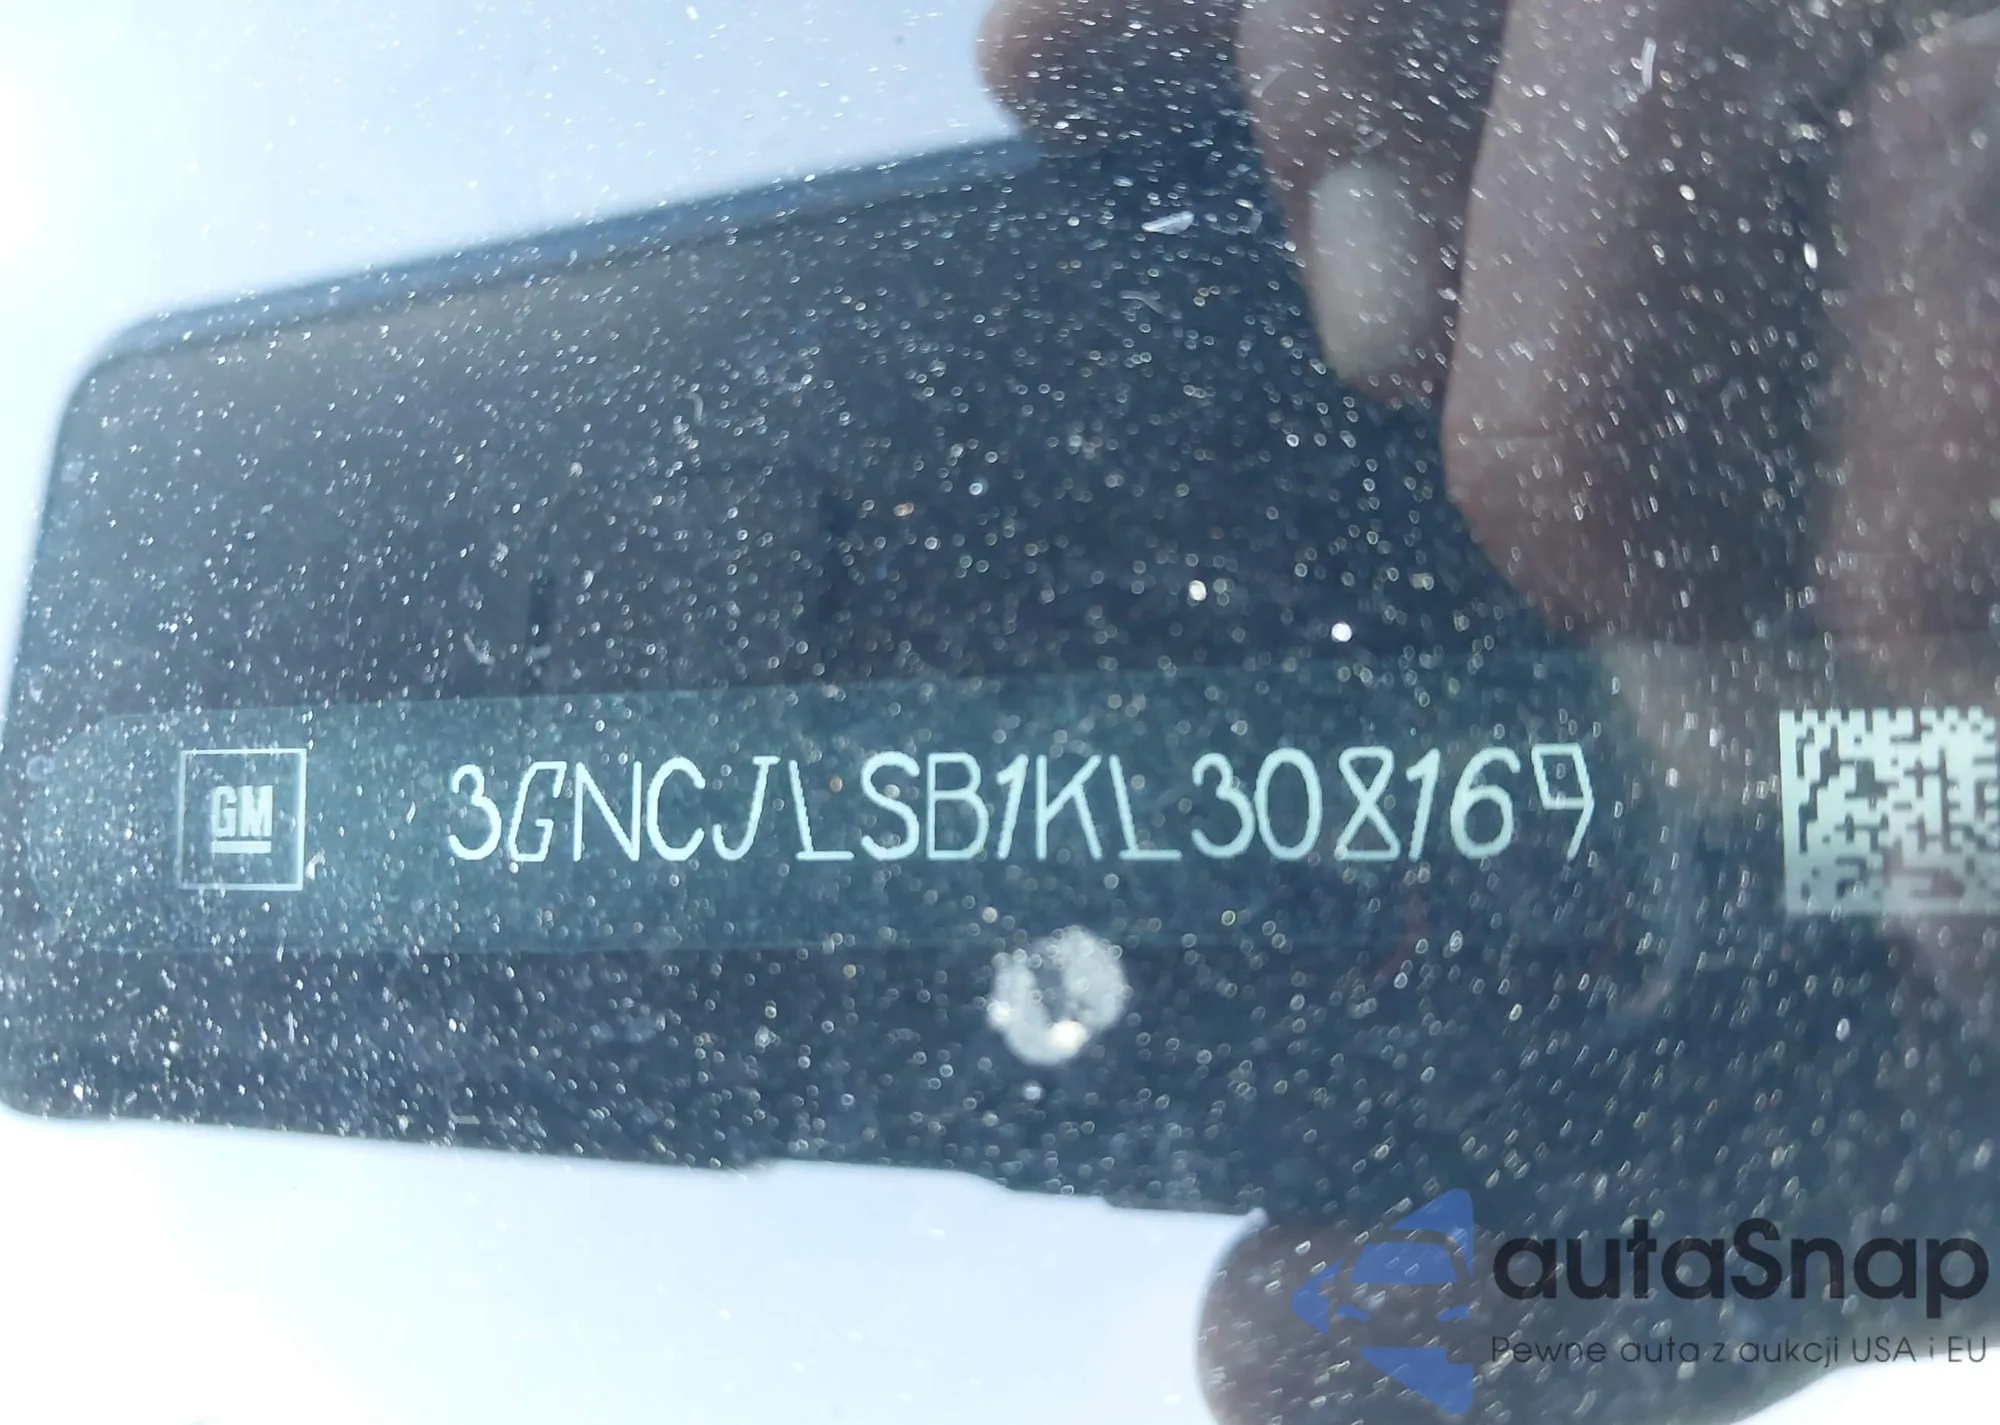 GM 3GNCJLSB1KL308169
autaSnap
Pewne auta z aukcji USA i EU